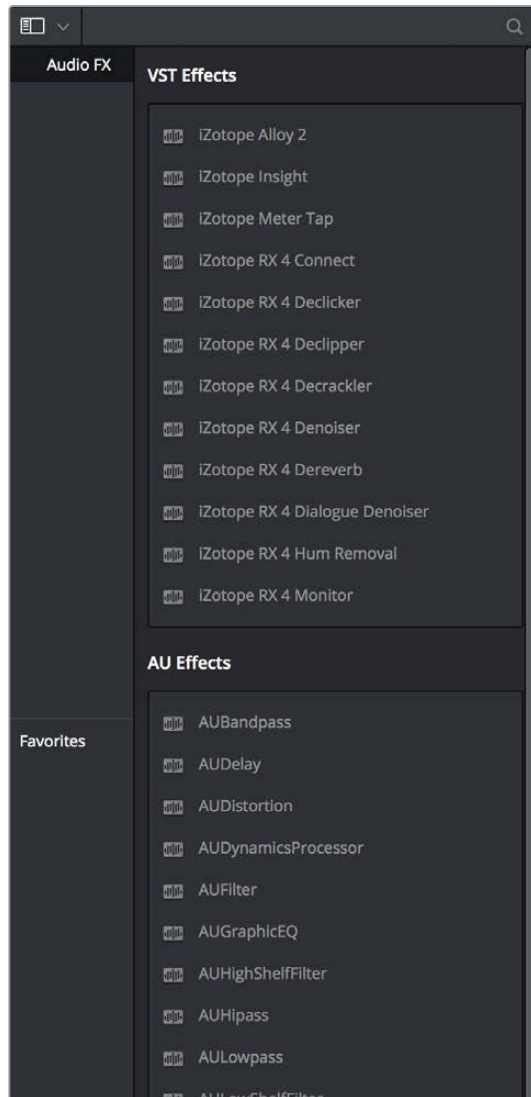 Audio FX
VST Effects
iZotope Alloy 2
iZotope Insight
iZotope Meter Tap
iZotope RX 4 Connect
iZotope RX 4 Declicker
iZotope RX 4 Declipper
iZotope RX 4 Decrackler
iZotope RX 4 Denoiser
iZotope RX 4 Dereverb
iZotope RX 4 Dialogue Denoiser
iZotope RX 4 Hum Removal
iZotope RX 4 Monitor
AU Effects
Favorites
AUBandpass
AUDelay
AUDistortion
AUDynamicsProcessor
AUFilter
AUGraphicEQ
AUHighShelfFilter
AUHipass
AULowpass
AULowShelfFilter